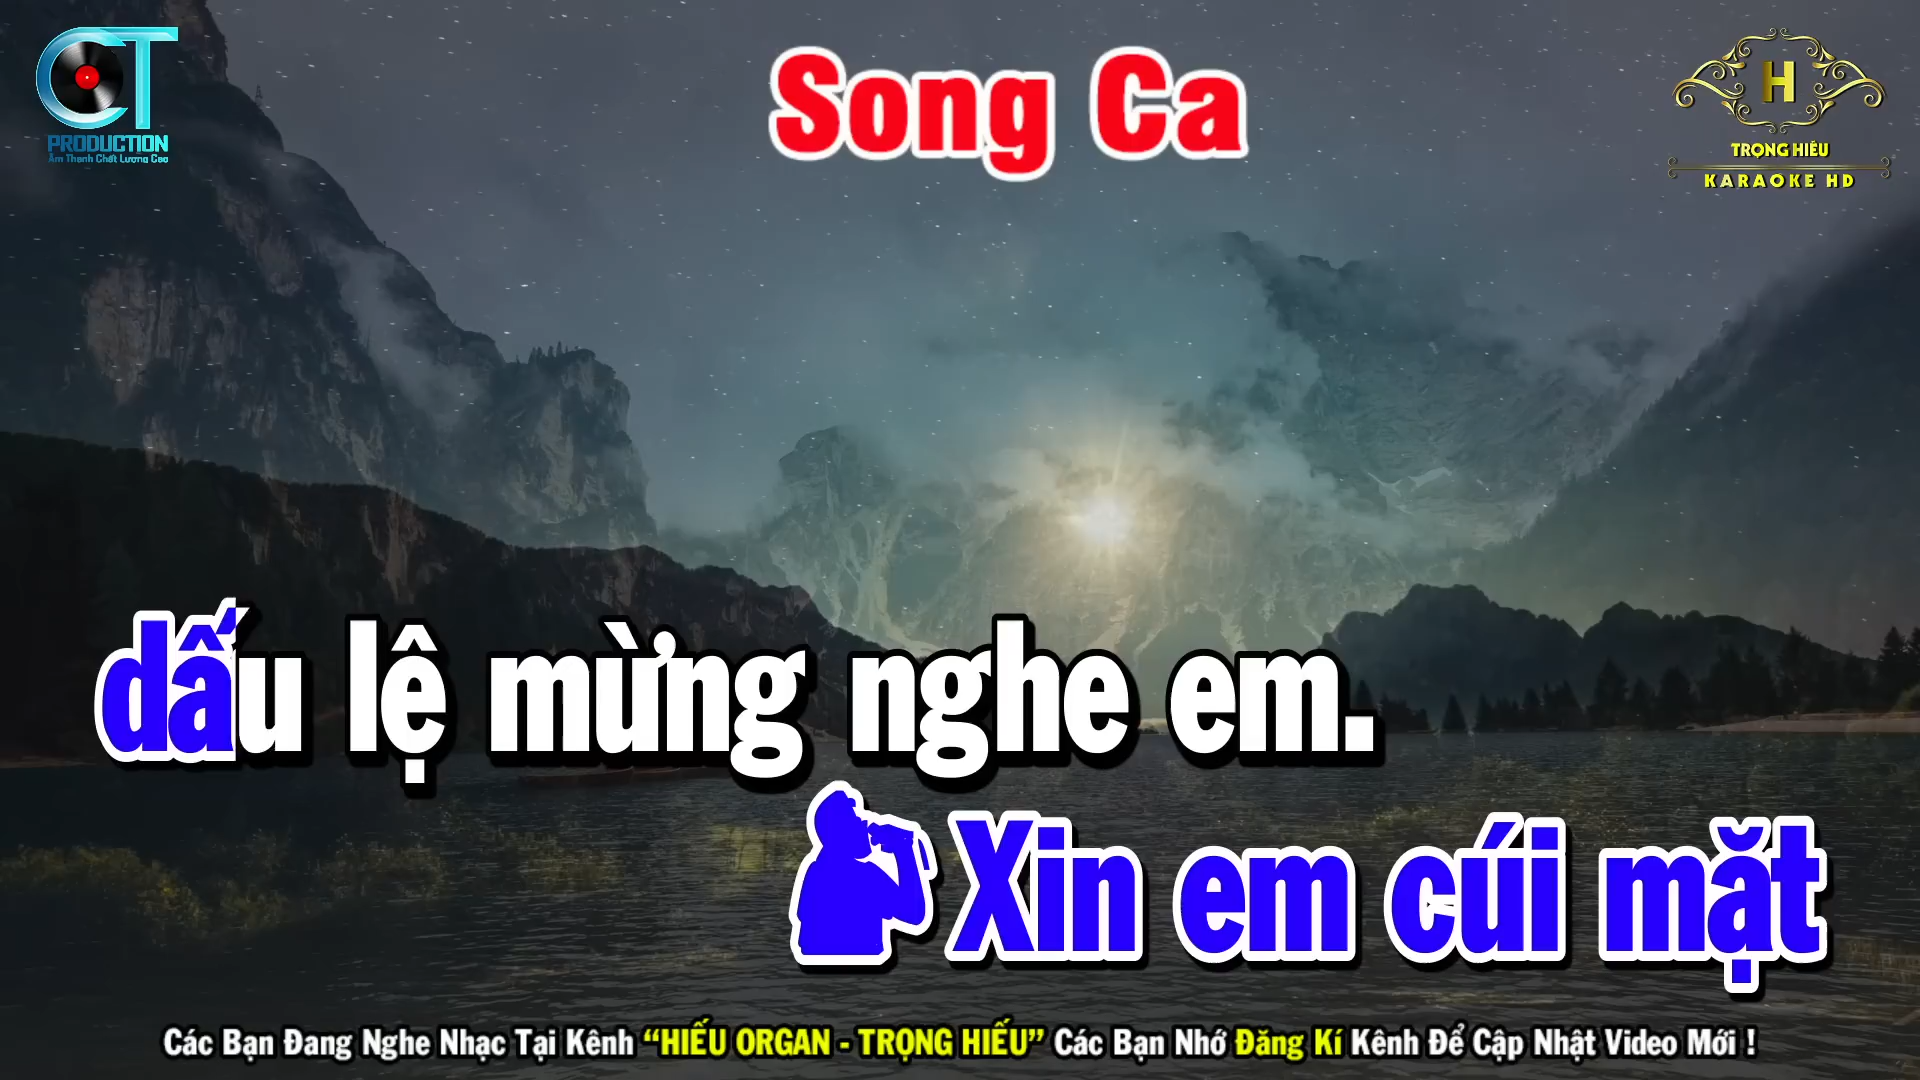 CT
PRODUCTION
Âm Thanh Chất Lượng Cao
Song Ca
H
TRỌNG HIẾU
KARAOKE HD
dấu lệ mừng nghe em.
Xin em cúi mặt
Các Bạn Đang Nghe Nhạc Tại Kênh “HIẾU ORGAN - TRỌNG HIẾU” Các Bạn Nhớ Đăng Kí Kênh Để Cập Nhật Video Mới !